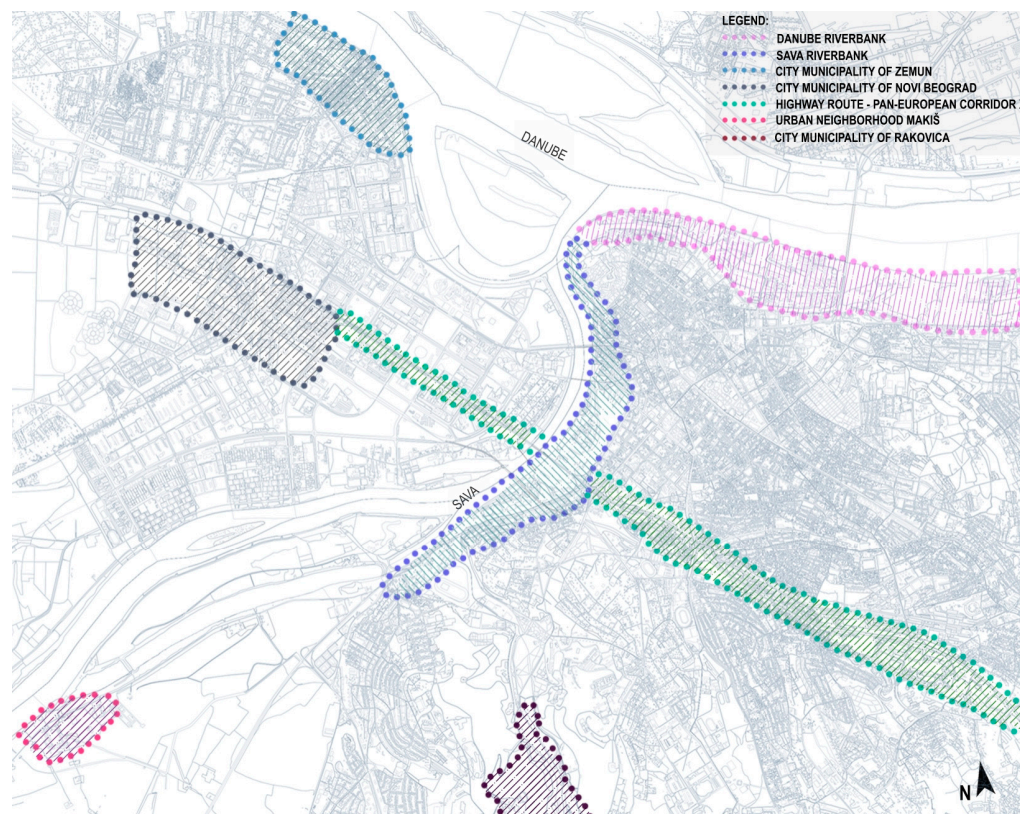 LEGEND:
DANUBE RIVERBANK
SAVA RIVERBANK
CITY MUNICIPALITY OF ZEMUN
CITY MUNICIPALITY OF NOVI BEOGRAD
HIGHWAY ROUTE - PAN-EUROPEAN CORRIDOR
URBAN NEIGHBORHOOD MAKIŠ
CITY MUNICIPALITY OF RAKOVICA
DANUBE
SAVA
N